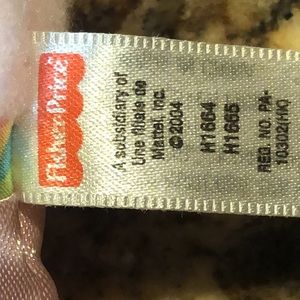 Fisher-Price
A subsidiary of
Une filiale de
Mattel, Inc.
© 2004
H1664
H1665
REG. NO. PA-
10302(HK)